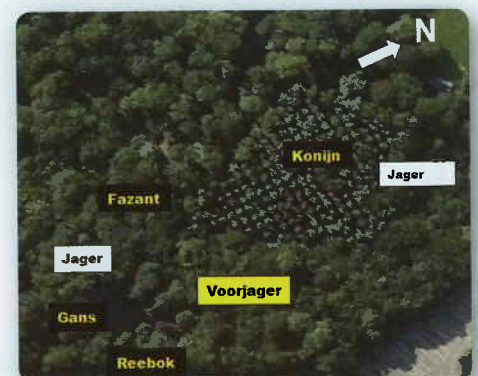 N
Konijn
Jager
Fazant
Jager
Voorjager
Gans
Reebok